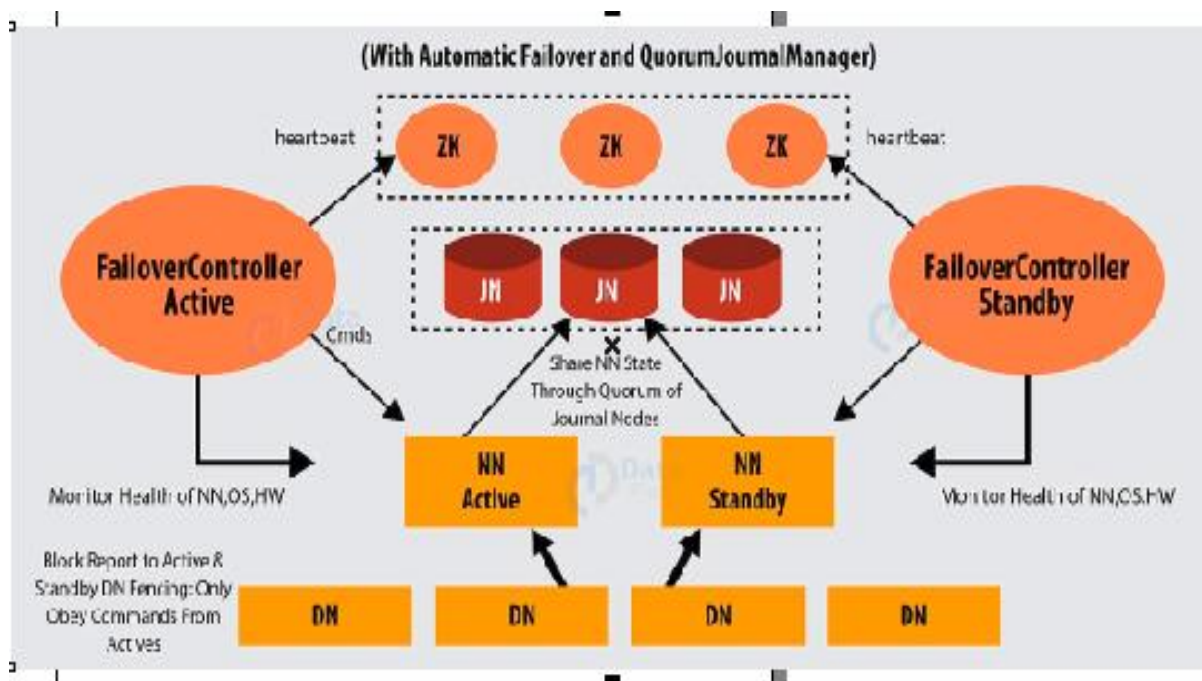 (With Automatic Failover and QuorumJournalManager)
heartbeat
ZK
ZK
ZK
heartbeat
FailoverController
Active
JN
JN
JN
FailoverController
Standby
Cmds
Share NN State
Through Quorum of
Journal Nodes
NN
Active
NN
Standby
Monitor Health of NN,OS,HW
Monitor Health of NN,OS.HW
Block Report to Active &
Standby DN Fencing: Only
Obey Commands From
Actives
DN
DN
DN
DN